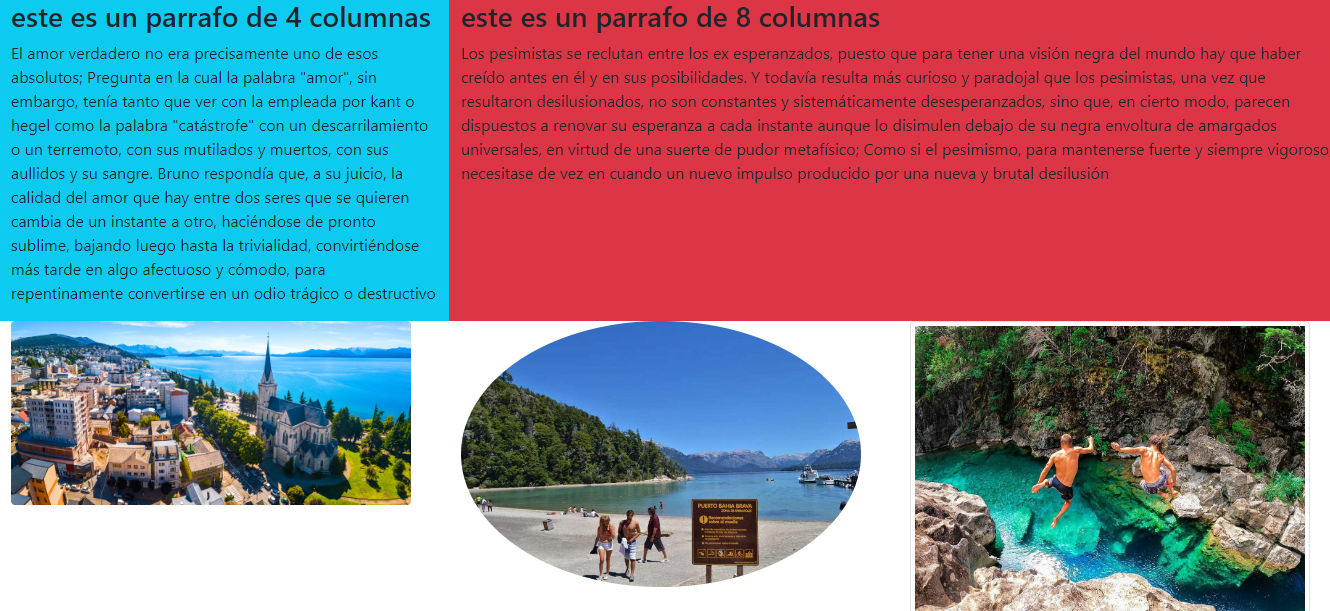 este es un parrafo de 4 columnas
El amor verdadero no era precisamente uno de esos
absolutos; Pregunta en la cual la palabra "amor", sin
embargo, tenía tanto que ver con la empleada por kant o
hegel como la palabra "catástrofe" con un descarrilamiento
o un terremoto, con sus mutilados y muertos, con sus
aullidos y su sangre. Bruno respondía que, a su juicio, la
calidad del amor que hay entre dos seres que se quieren
cambia de un instante a otro, haciéndose de pronto
sublime, bajando luego hasta la trivialidad, convirtiéndose
más tarde en algo afectuoso y cómodo, para
repentinamente convertirse en un odio trágico o destructivo
este es un parrafo de 8 columnas
Los pesimistas se reclutan entre los ex esperanzados, puesto que para tener una visión negra del mundo hay que haber
creído antes en él y en sus posibilidades. Y todavía resulta más curioso y paradojal que los pesimistas, una vez que
resultaron desilusionados, no son constantes y sistemáticamente desesperanzados, sino que, en cierto modo, parecen
dispuestos a renovar su esperanza a cada instante aunque lo disimulen debajo de su negra envoltura de amargados
universales, en virtud de una suerte de pudor metafísico; Como si el pesimismo, para mantenerse fuerte y siempre vigoroso
necesitase de vez en cuando un nuevo impulso producido por una nueva y brutal desilusión
PUERTO BAHIA BRAVA
Recomendaciones
sobre el muelle